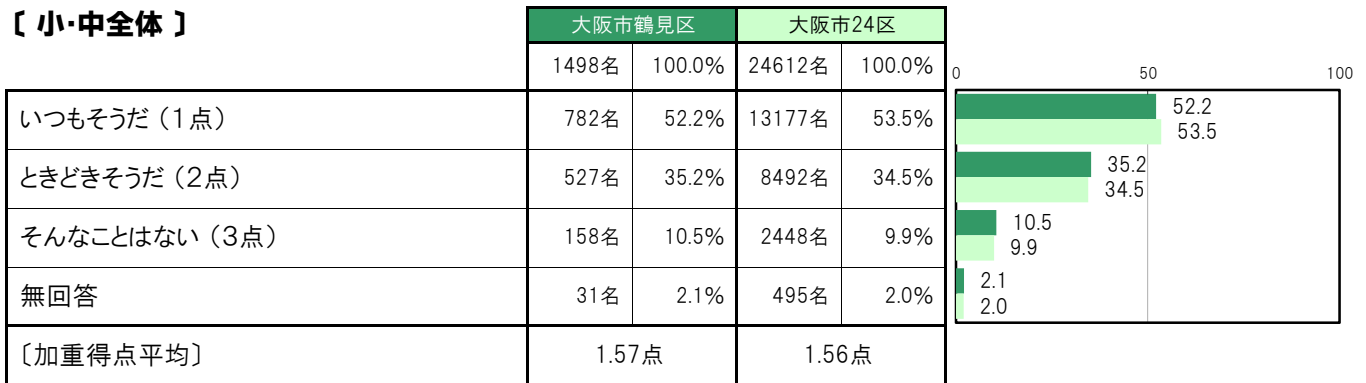 〔 小・中全体 〕
大阪市鶴見区 大阪市24区
1498名 100.0% 24612名 100.0%
0 50 100
いつもそうだ（1点） 782名 52.2% 13177名 53.5%
52.2
53.5
ときどきそうだ（2点） 527名 35.2% 8492名 34.5%
35.2
34.5
そんなことはない（3点） 158名 10.5% 2448名 9.9%
10.5
9.9
無回答 31名 2.1% 495名 2.0%
2.1
2.0
〔加重得点平均〕 1.57点 1.56点